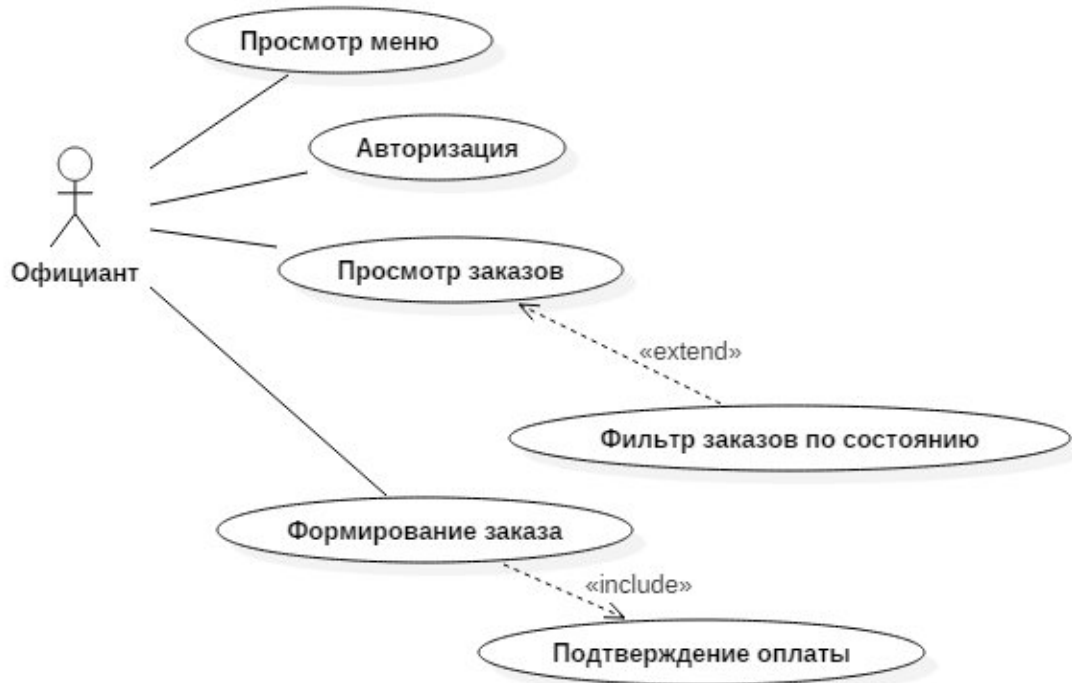 Просмотр меню
Авторизация
Официант
Просмотр заказов
«extend»
Фильтр заказов по состоянию
Формирование заказа
«include»
Подтверждение оплаты